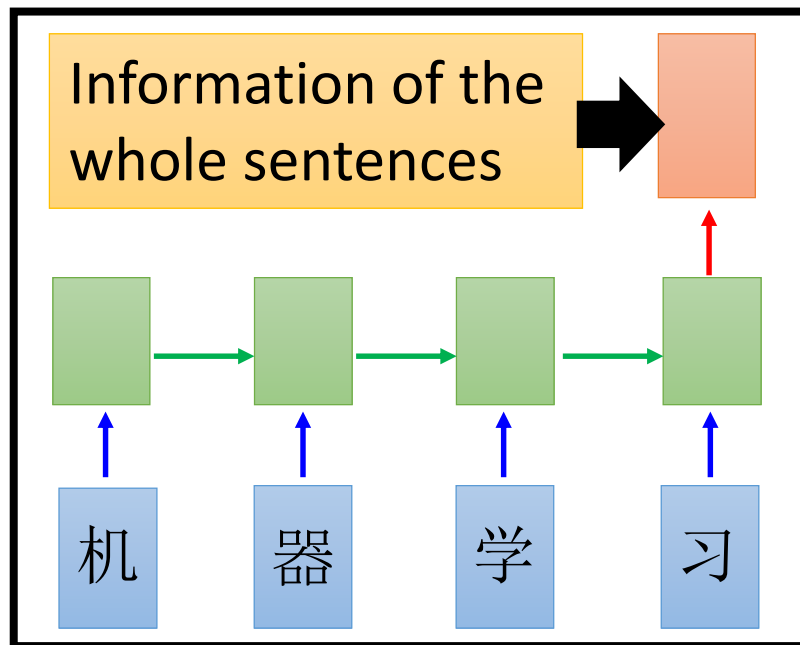 Information of the
whole sentences
机 器 学 习